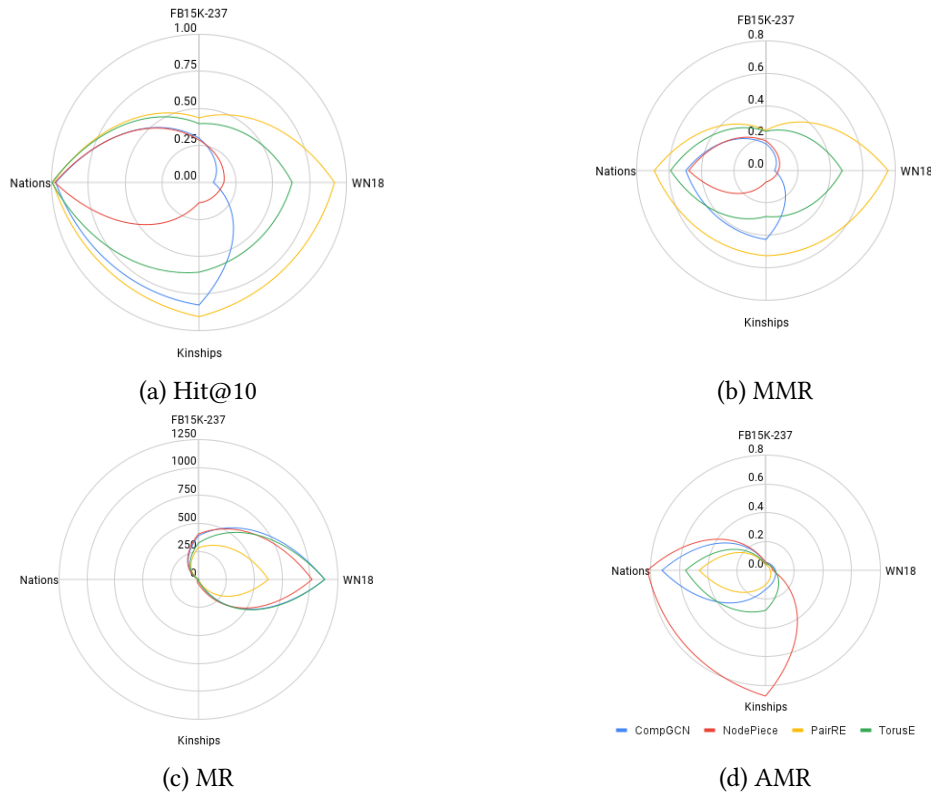 FB15K-237
1.00
0.75
0.50
0.25
0.00
Nations
WN18
Kinships
(a) Hit@10
FB15K-237
0.8
0.6
0.4
0.2
0.0
Nations
WN18
Kinships
(b) MMR
FB15K-237
1250
1000
750
500
250
0
Nations
WN18
Kinships
(c) MR
FB15K-237
0.8
0.6
0.4
0.2
0.0
Nations
WN18
Kinships
CompGCN NodePiece PairRE TorusE
(d) AMR